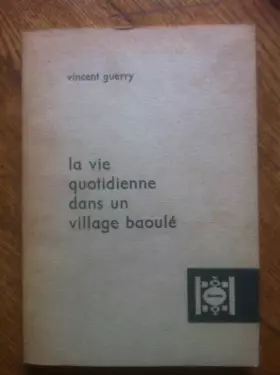 vincent guerry
la vie
quotidienne
dans un
village baoulé